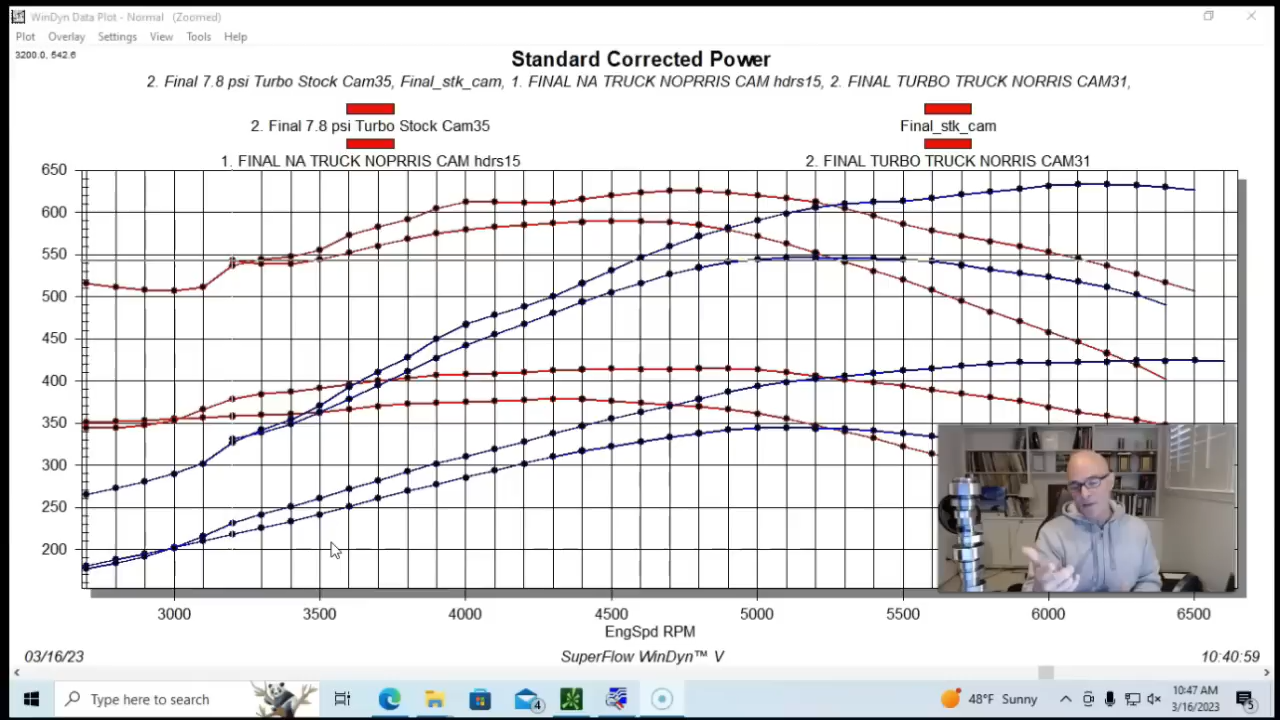 WinDyn Data Plot - Normal (Zoomed)
Plot Overlay Settings View Tools Help
3200.0, 542.6
Standard Corrected Power
2. Final 7.8 psi Turbo Stock Cam35, Final_stk_cam, 1. FINAL NA TRUCK NOPRRIS CAM hdrs15, 2. FINAL TURBO TRUCK NORRIS CAM31,
2. Final 7.8 psi Turbo Stock Cam35 Final_stk_cam
1. FINAL NA TRUCK NOPRRIS CAM hdrs15 2. FINAL TURBO TRUCK NORRIS CAM31
650
600
550
500
450
400
350
300
250
200
3000 3500 4000 4500 5000 5500 6000 6500
EngSpd RPM
03/16/23 SuperFlow WinDyn™ V 10:40:59
Type here to search 4 48°F Sunny 10:47 AM
3/16/2023 5